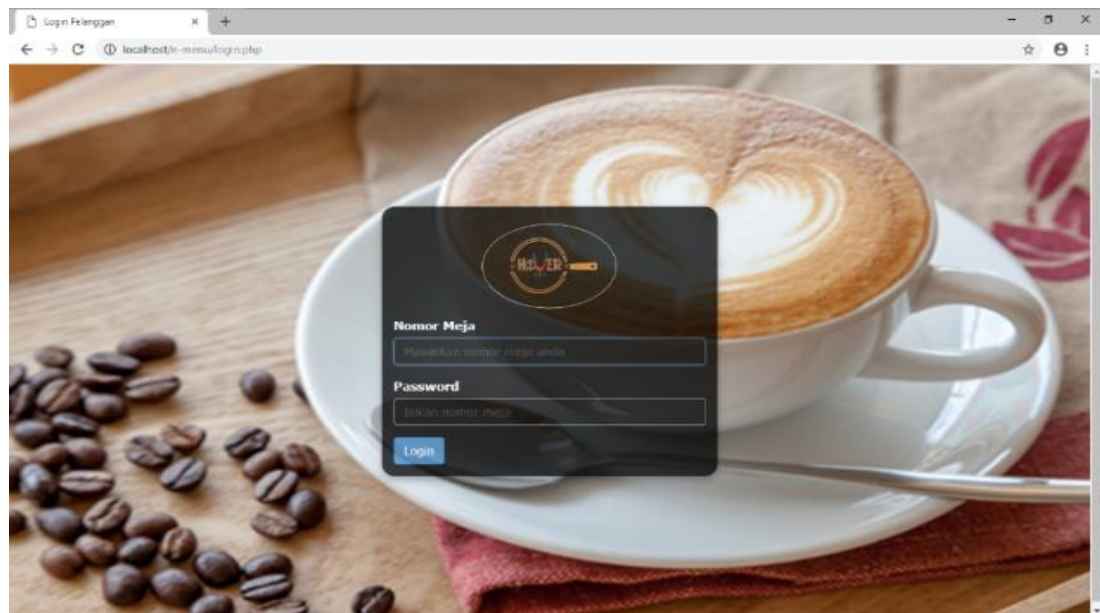 Login Pelanggan
localhost/e-menu/login.php
Nomor Meja
Masukkan nomor meja anda
Password
Isikan nomor meja
Login